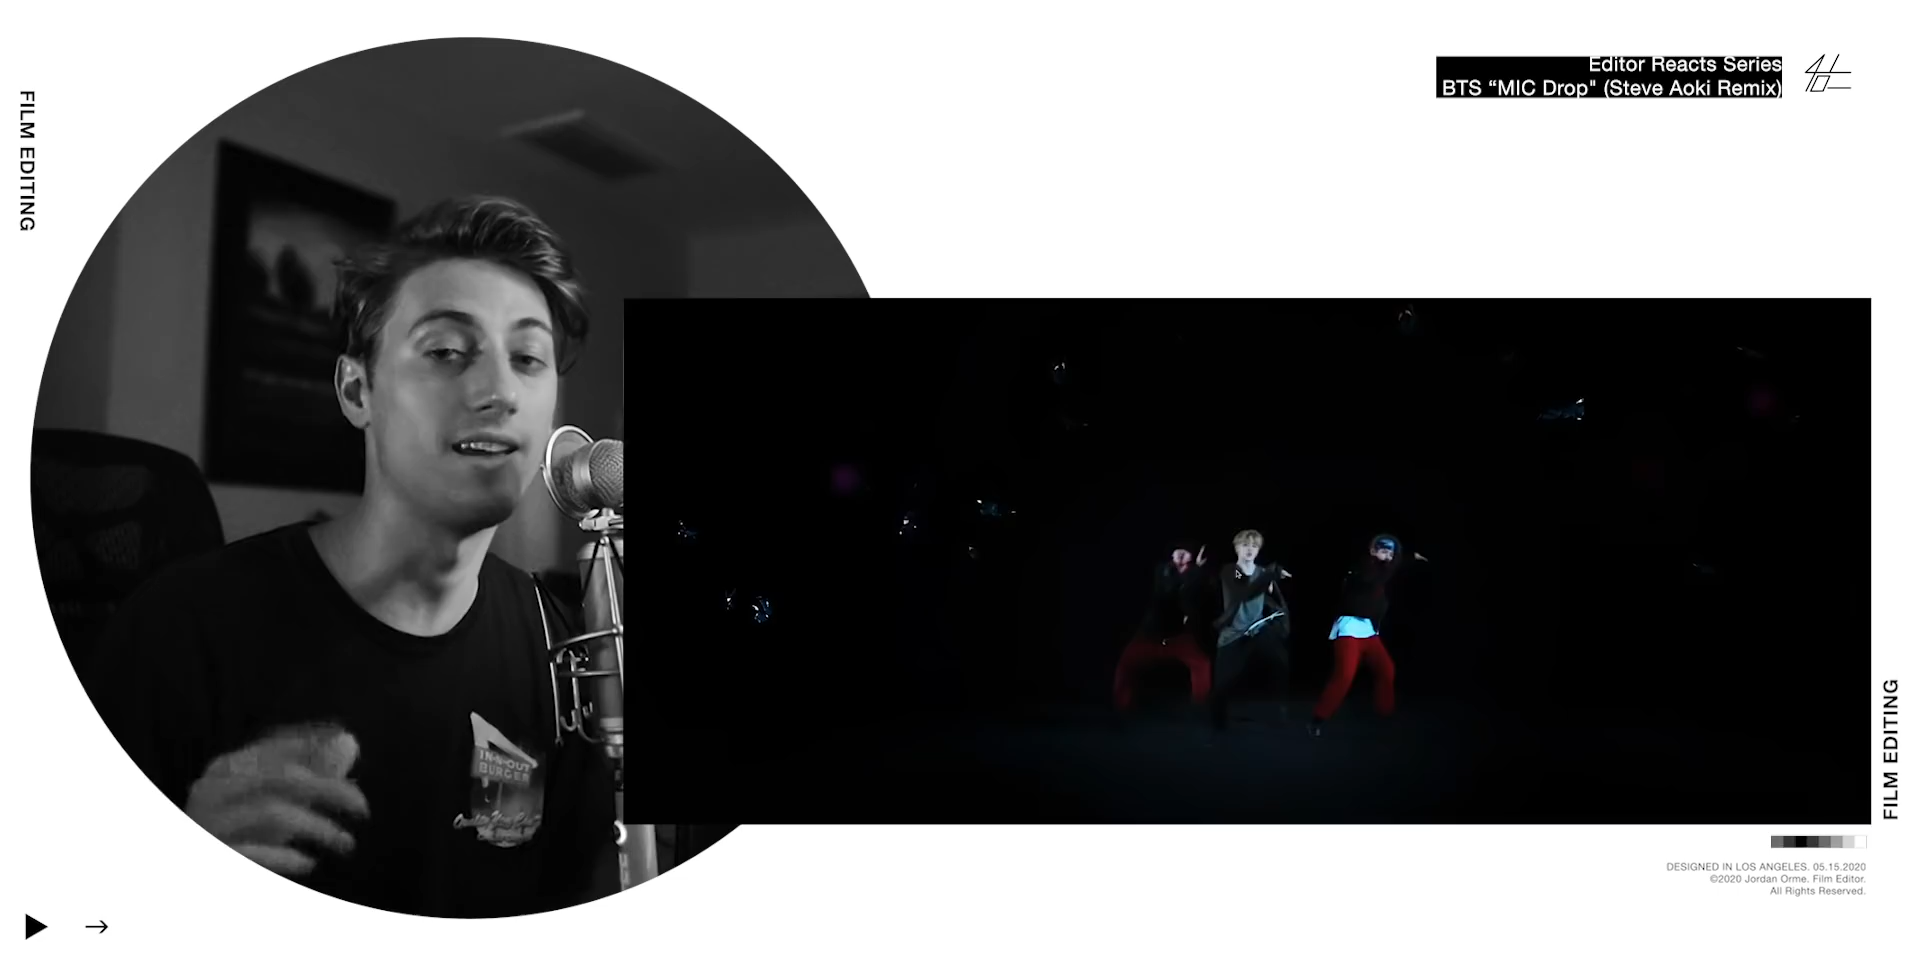 FILM EDITING
Editor Reacts Series
BTS “MIC Drop" (Steve Aoki Remix)
IN-N-OUT
BURGER
FILM EDITING
DESIGNED IN LOS ANGELES. 05.15.2020
©2020 Jordan Orme. Film Editor.
All Rights Reserved.